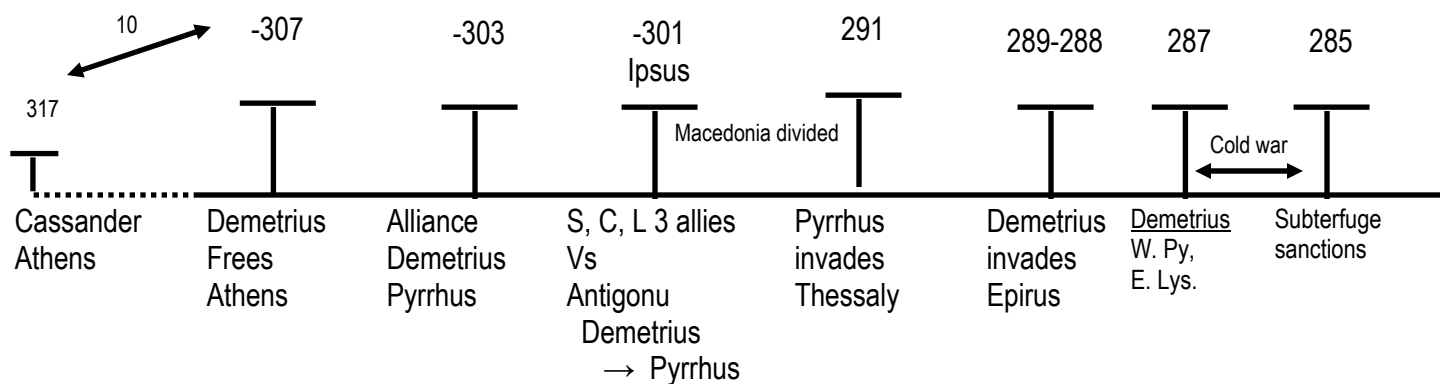 10
317
Cassander
Athens
-307
Demetrius
Frees
Athens
-303
Alliance
Demetrius
Pyrrhus
-301
Ipsus
S, C, L 3 allies
Vs
Antigonu
Demetrius
→ Pyrrhus
Macedonia divided
291
Pyrrhus
invades
Thessaly
289-288
Demetrius
invades
Epirus
287
Demetrius
W. Py,
E. Lys.
Cold war
285
Subterfuge
sanctions